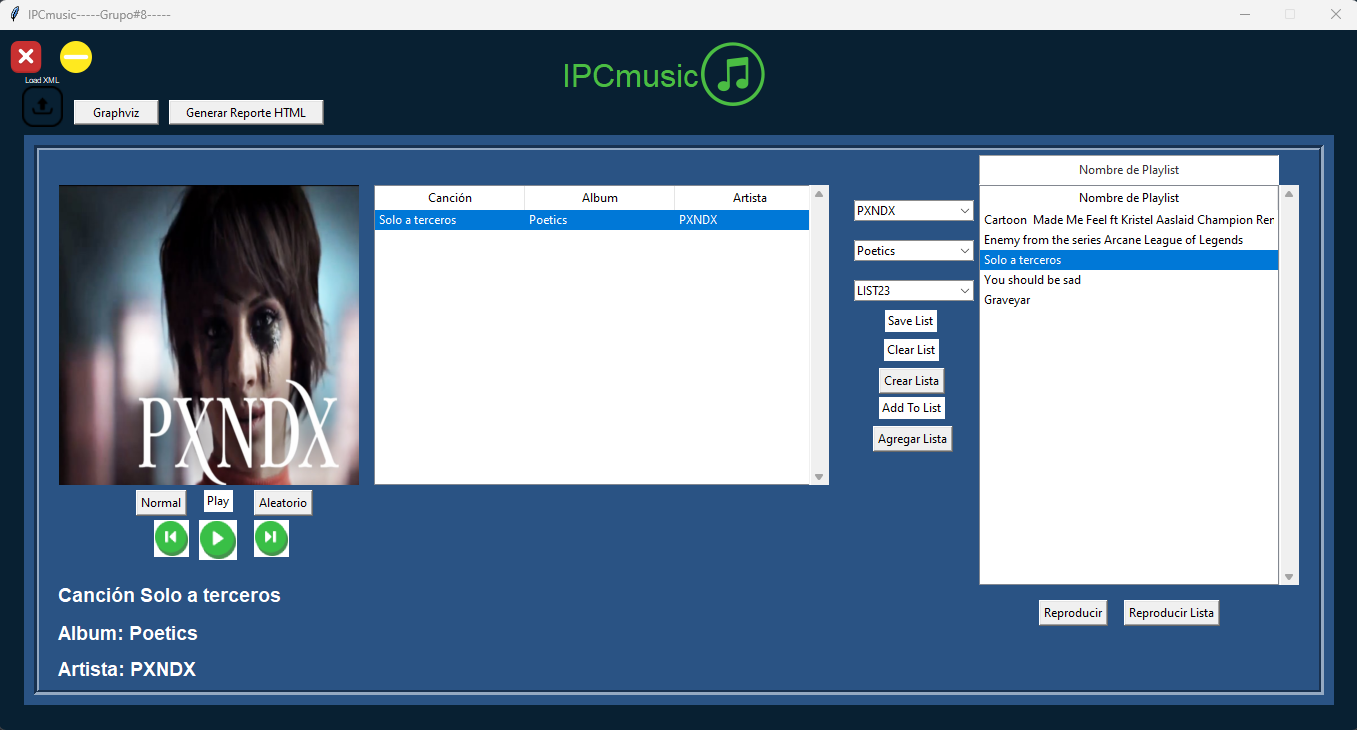 IPCmusic-----Grupo#8-----
IPCmusic
Load XML
Graphviz
Generar Reporte HTML
Nombre de Playlist
Canción Album Artista
Solo a terceros Poetics PXNDX
PXNDX
Poetics
LIST23
Save List
Clear List
Crear Lista
Add To List
Agregar Lista
Nombre de Playlist
Cartoon Made Me Feel ft Kristel Aaslaid Champion Rer
Enemy from the series Arcane League of Legends
Solo a terceros
You should be sad
Graveyar
PXNDX
Normal
Play
Aleatorio
Canción Solo a terceros
Album: Poetics
Artista: PXNDX
Reproducir
Reproducir Lista